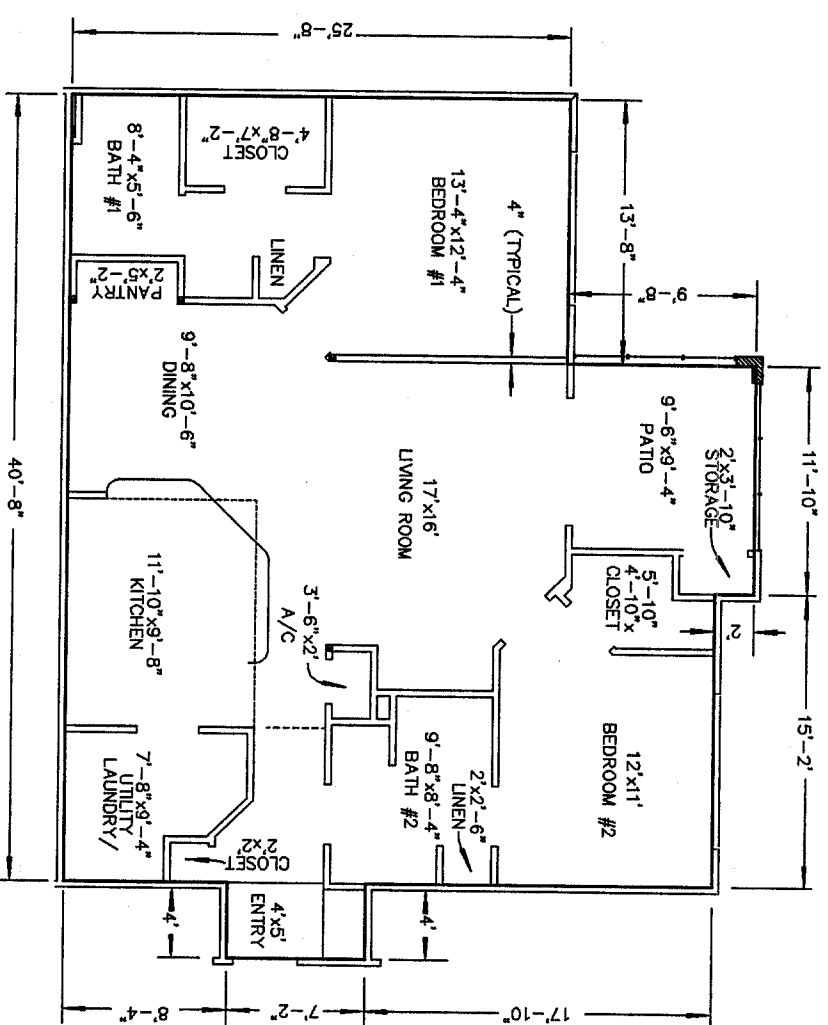 25'-8"
13'-8"
9'-8"
11'-10"
2'
15'-2"
40'-8"
8'-4"
7'-2"
17'-10"
4'
4'
4" (TYPICAL)
BEDROOM #1
13'-4"x12'-4"
CLOSET
4'-8"x7'-2"
BATH #1
8'-4"x5'-6"
LINEN
PANTRY
2'x5'-2"
DINING
9'-8"x10'-6"
LIVING ROOM
17'x16'
PATIO
9'-6"x9'-4"
STORAGE
2'x3'-10"
CLOSET
4'-10"x
5'-10"
BEDROOM #2
12'x11'
A/C
3'-6"x2'
KITCHEN
11'-10"x9'-8"
BATH #2
9'-8"x8'-4"
LINEN
2'x2'-6"
LAUNDRY/
UTILITY
7'-8"x9'-4"
CLOSET
2'x2'
ENTRY
4'x5'